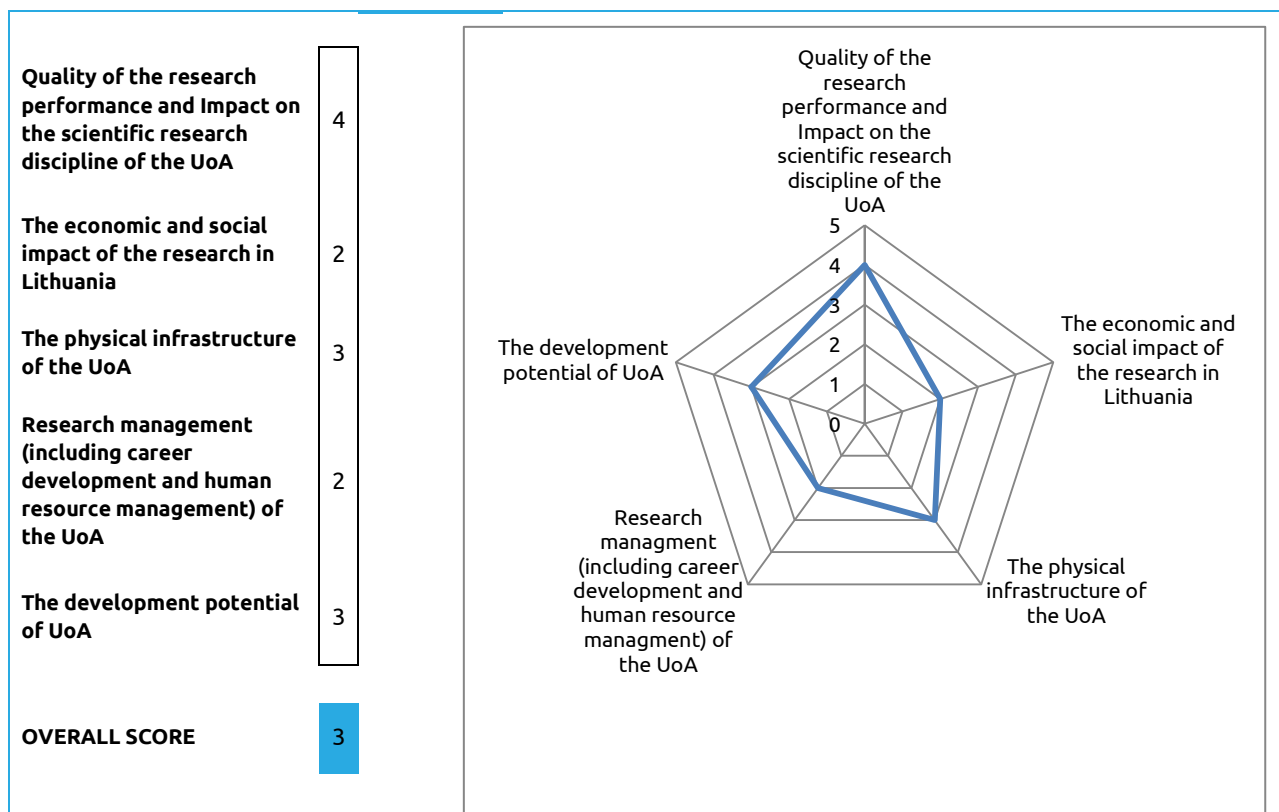 Quality of the research
performance and Impact on
the scientific research
discipline of the UoA
4
The economic and social
impact of the research in
Lithuania
2
The physical infrastructure
of the UoA
3
Research management
(including career
development and human
resource management) of
the UoA
2
The development potential
of UoA
3
OVERALL SCORE
3
Quality of the
research
performance and
Impact on the
scientific research
discipline of the
UoA
5
4
3
2
1
0
The economic and
social impact of
the research in
Lithuania
The physical
infrastructure of
the UoA
Research
managment
(including career
development and
human resource
managment) of
the UoA
The development
potential of UoA